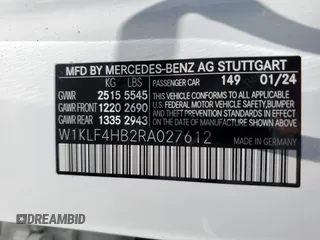 MFD BY MERCEDES-BENZ AG STUTTGART
PASSENGER CAR 149 01/24
KG LBS
GVWR 2515 5545
GAWR FRONT 1220 2690
GAWR REAR 1335 2943
THIS VEHICLE CONFORMS TO ALL APPLICABLE
U.S. FEDERAL MOTOR VEHICLE SAFETY, BUMPER,
AND THEFT PREVENTION STANDARDS IN EFFECT
ON THE DATE OF MANUFACTURE SHOWN ABOVE.
W1KLF4HB2RA027612
MADE IN GERMANY
DREAMBID